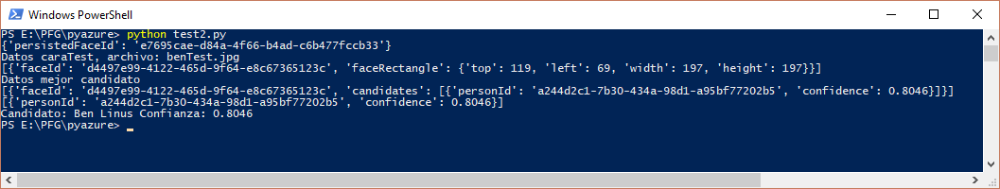 Windows PowerShell
PS E:\PFG\pyazure> python test2.py
{'persistedFaceId': 'e7695cae-d84a-4f66-b4ad-c6b477fccb33'}
Datos caraTest, archivo: benTest.jpg
[{'faceId': 'd4497e99-4122-465d-9f64-e8c67365123c', 'faceRectangle': {'top': 119, 'left': 69, 'width': 197, 'height': 197}}]
Datos mejor candidato
[{'faceId': 'd4497e99-4122-465d-9f64-e8c67365123c', 'candidates': [{'personId': 'a244d2c1-7b30-434a-98d1-a95bf77202b5', 'confidence': 0.8046}]}]
[{'personId': 'a244d2c1-7b30-434a-98d1-a95bf77202b5', 'confidence': 0.8046}]
Candidato: Ben Linus Confianza: 0.8046
PS E:\PFG\pyazure>